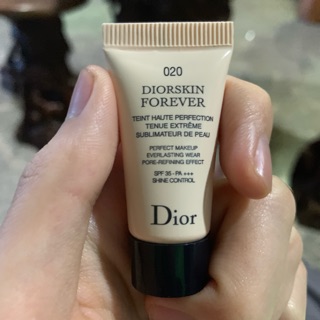 020
DIORSKIN
FOREVER
TEINT HAUTE PERFECTION
TENUE EXTRÊME
SUBLIMATEUR DE PEAU
PERFECT MAKEUP
EVERLASTING WEAR
PORE-REFINING EFFECT
SPF 35 - PA+++
SHINE CONTROL
Dior